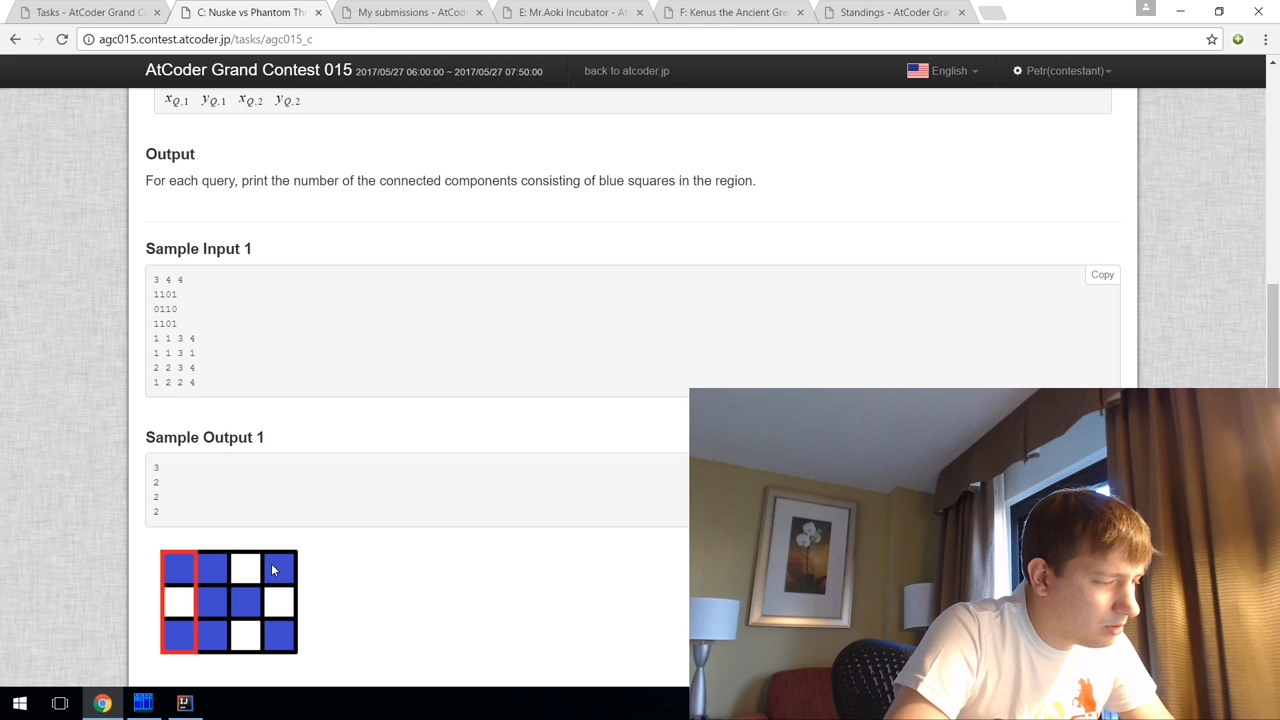 Tasks - AtCoder Grand C
C: Nuske vs Phantom Th
My submissions - AtCod
E: Mr.Aoki Incubator - At
F: Kenus the Ancient Gre
Standings - AtCoder Gra
agc015.contest.atcoder.jp/tasks/agc015_c
AtCoder Grand Contest 015 2017/05/27 06:00:00 ~ 2017/05/27 07:50:00 back to atcoder.jp English Petr(contestant)
xQ,1 yQ,1 xQ,2 yQ,2
Output
For each query, print the number of the connected components consisting of blue squares in the region.
Sample Input 1
Copy
3 4 4
1101
0110
1101
1 1 3 4
1 1 3 1
2 2 3 4
1 2 2 4
Sample Output 1
3
2
2
2